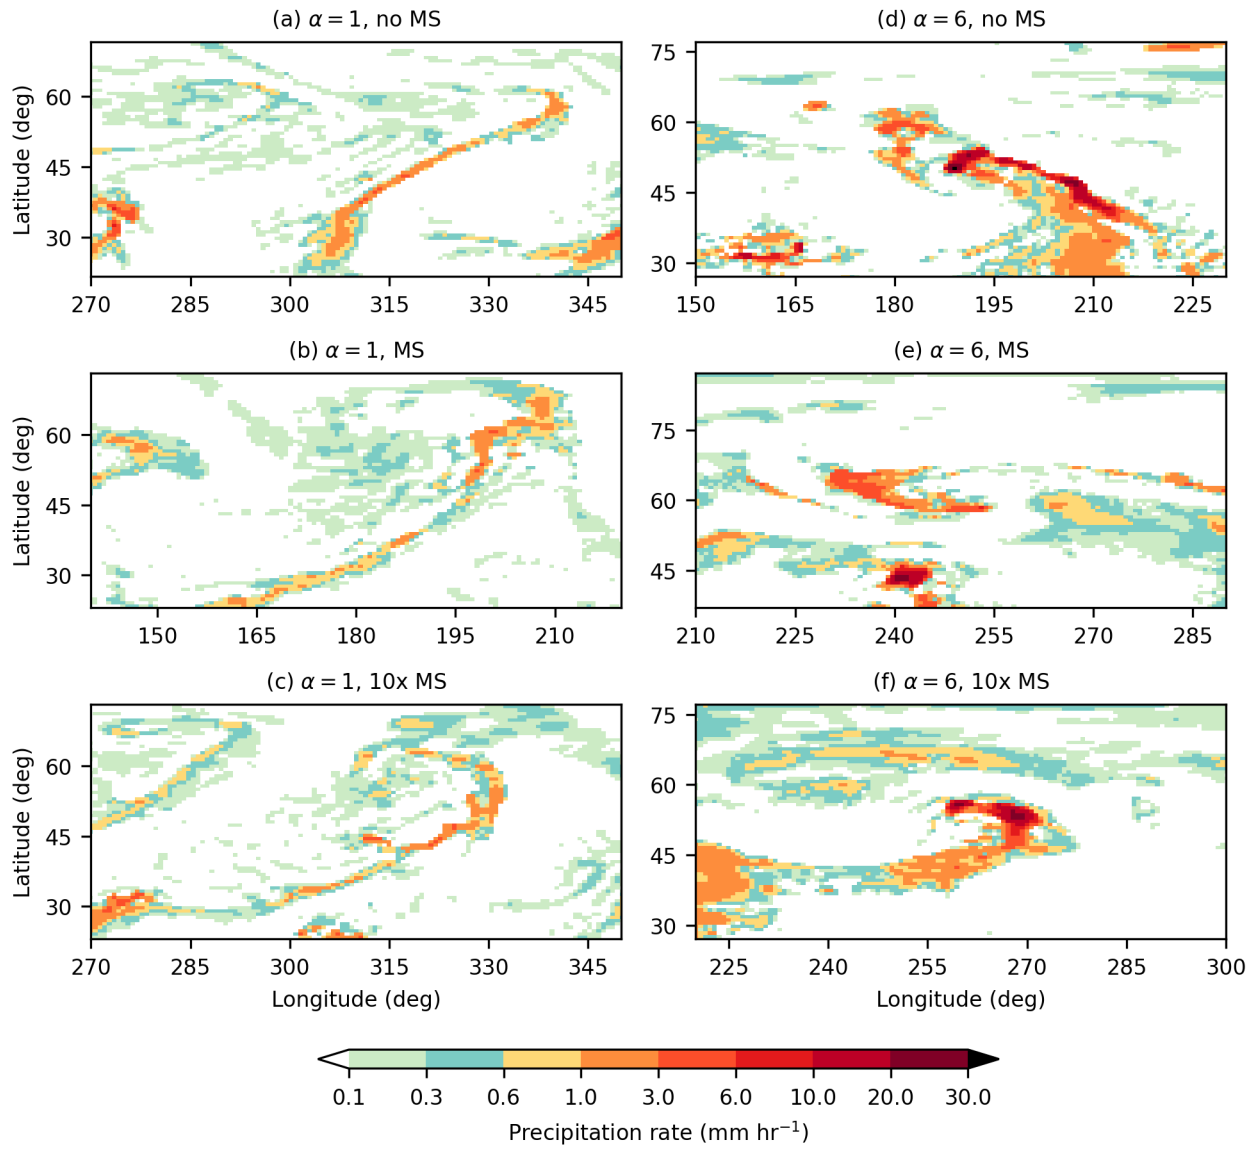 (a) α = 1, no MS
(d) α = 6, no MS
Latitude (deg)
60
45
30
270 285 300 315 330 345
75
60
45
30
150 165 180 195 210 225
(b) α = 1, MS
(e) α = 6, MS
Latitude (deg)
60
45
30
150 165 180 195 210
75
60
45
210 225 240 255 270 285
(c) α = 1, 10x MS
(f) α = 6, 10x MS
Latitude (deg)
60
45
30
270 285 300 315 330 345
Longitude (deg)
75
60
45
30
225 240 255 270 285 300
Longitude (deg)
0.1 0.3 0.6 1.0 3.0 6.0 10.0 20.0 30.0
Precipitation rate (mm hr⁻¹)